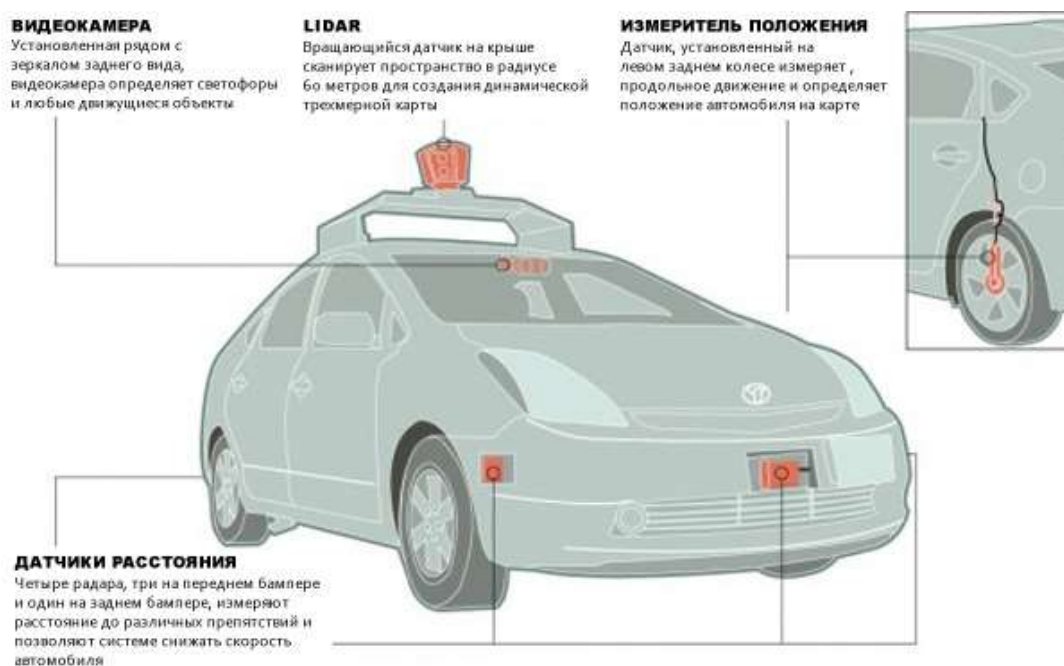 ВИДЕОКАМЕРА
Установленная рядом с
зеркалом заднего вида,
видеокамера определяет светофоры
и любые движущиеся объекты
LIDAR
Вращающийся датчик на крыше
сканирует пространство в радиусе
6о метров для создания динамической
трехмерной карты
ИЗМЕРИТЕЛЬ ПОЛОЖЕНИЯ
Датчик, установленный на
левом заднем колесе измеряет ,
продольное движение и определяет
положение автомобиля на карте
ДАТЧИКИ РАССТОЯНИЯ
Четыре радара, три на переднем бампере
и один на заднем бампере, измеряют
расстояние до различных препятствий и
позволяют системе снижать скорость
автомобиля